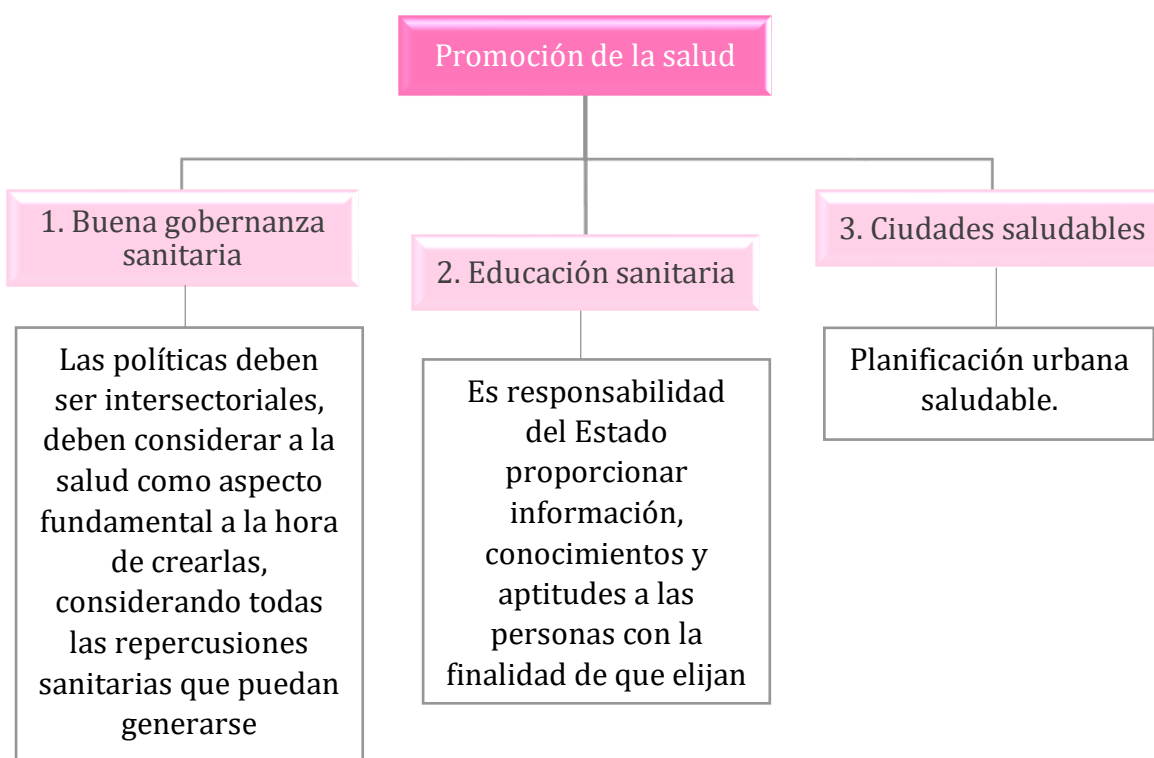 Promoción de la salud
1. Buena gobernanza
sanitaria
Las políticas deben
ser intersectoriales,
deben considerar a la
salud como aspecto
fundamental a la hora
de crearlas,
considerando todas
las repercusiones
sanitarias que puedan
generarse
2. Educación sanitaria
Es responsabilidad
del Estado
proporcionar
información,
conocimientos y
aptitudes a las
personas con la
finalidad de que elijan
3. Ciudades saludables
Planificación urbana
saludable.